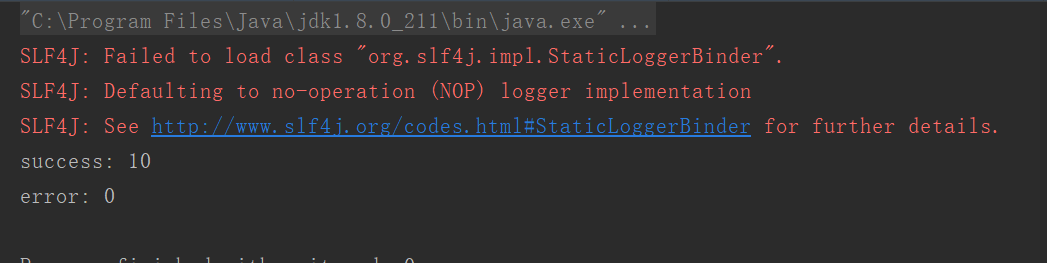 "C:\Program Files\Java\jdk1.8.0_211\bin\java.exe" ...
SLF4J: Failed to load class "org.slf4j.impl.StaticLoggerBinder".
SLF4J: Defaulting to no-operation (NOP) logger implementation
SLF4J: See http://www.slf4j.org/codes.html#StaticLoggerBinder for further details.
success: 10
error: 0